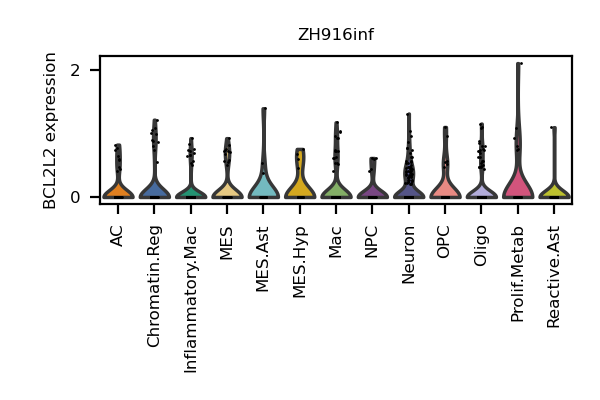 ZH916inf
BCL2L2 expression
2
0
AC
Chromatin.Reg
Inflammatory.Mac
MES
MES.Ast
MES.Hyp
Mac
NPC
Neuron
OPC
Oligo
Prolif.Metab
Reactive.Ast